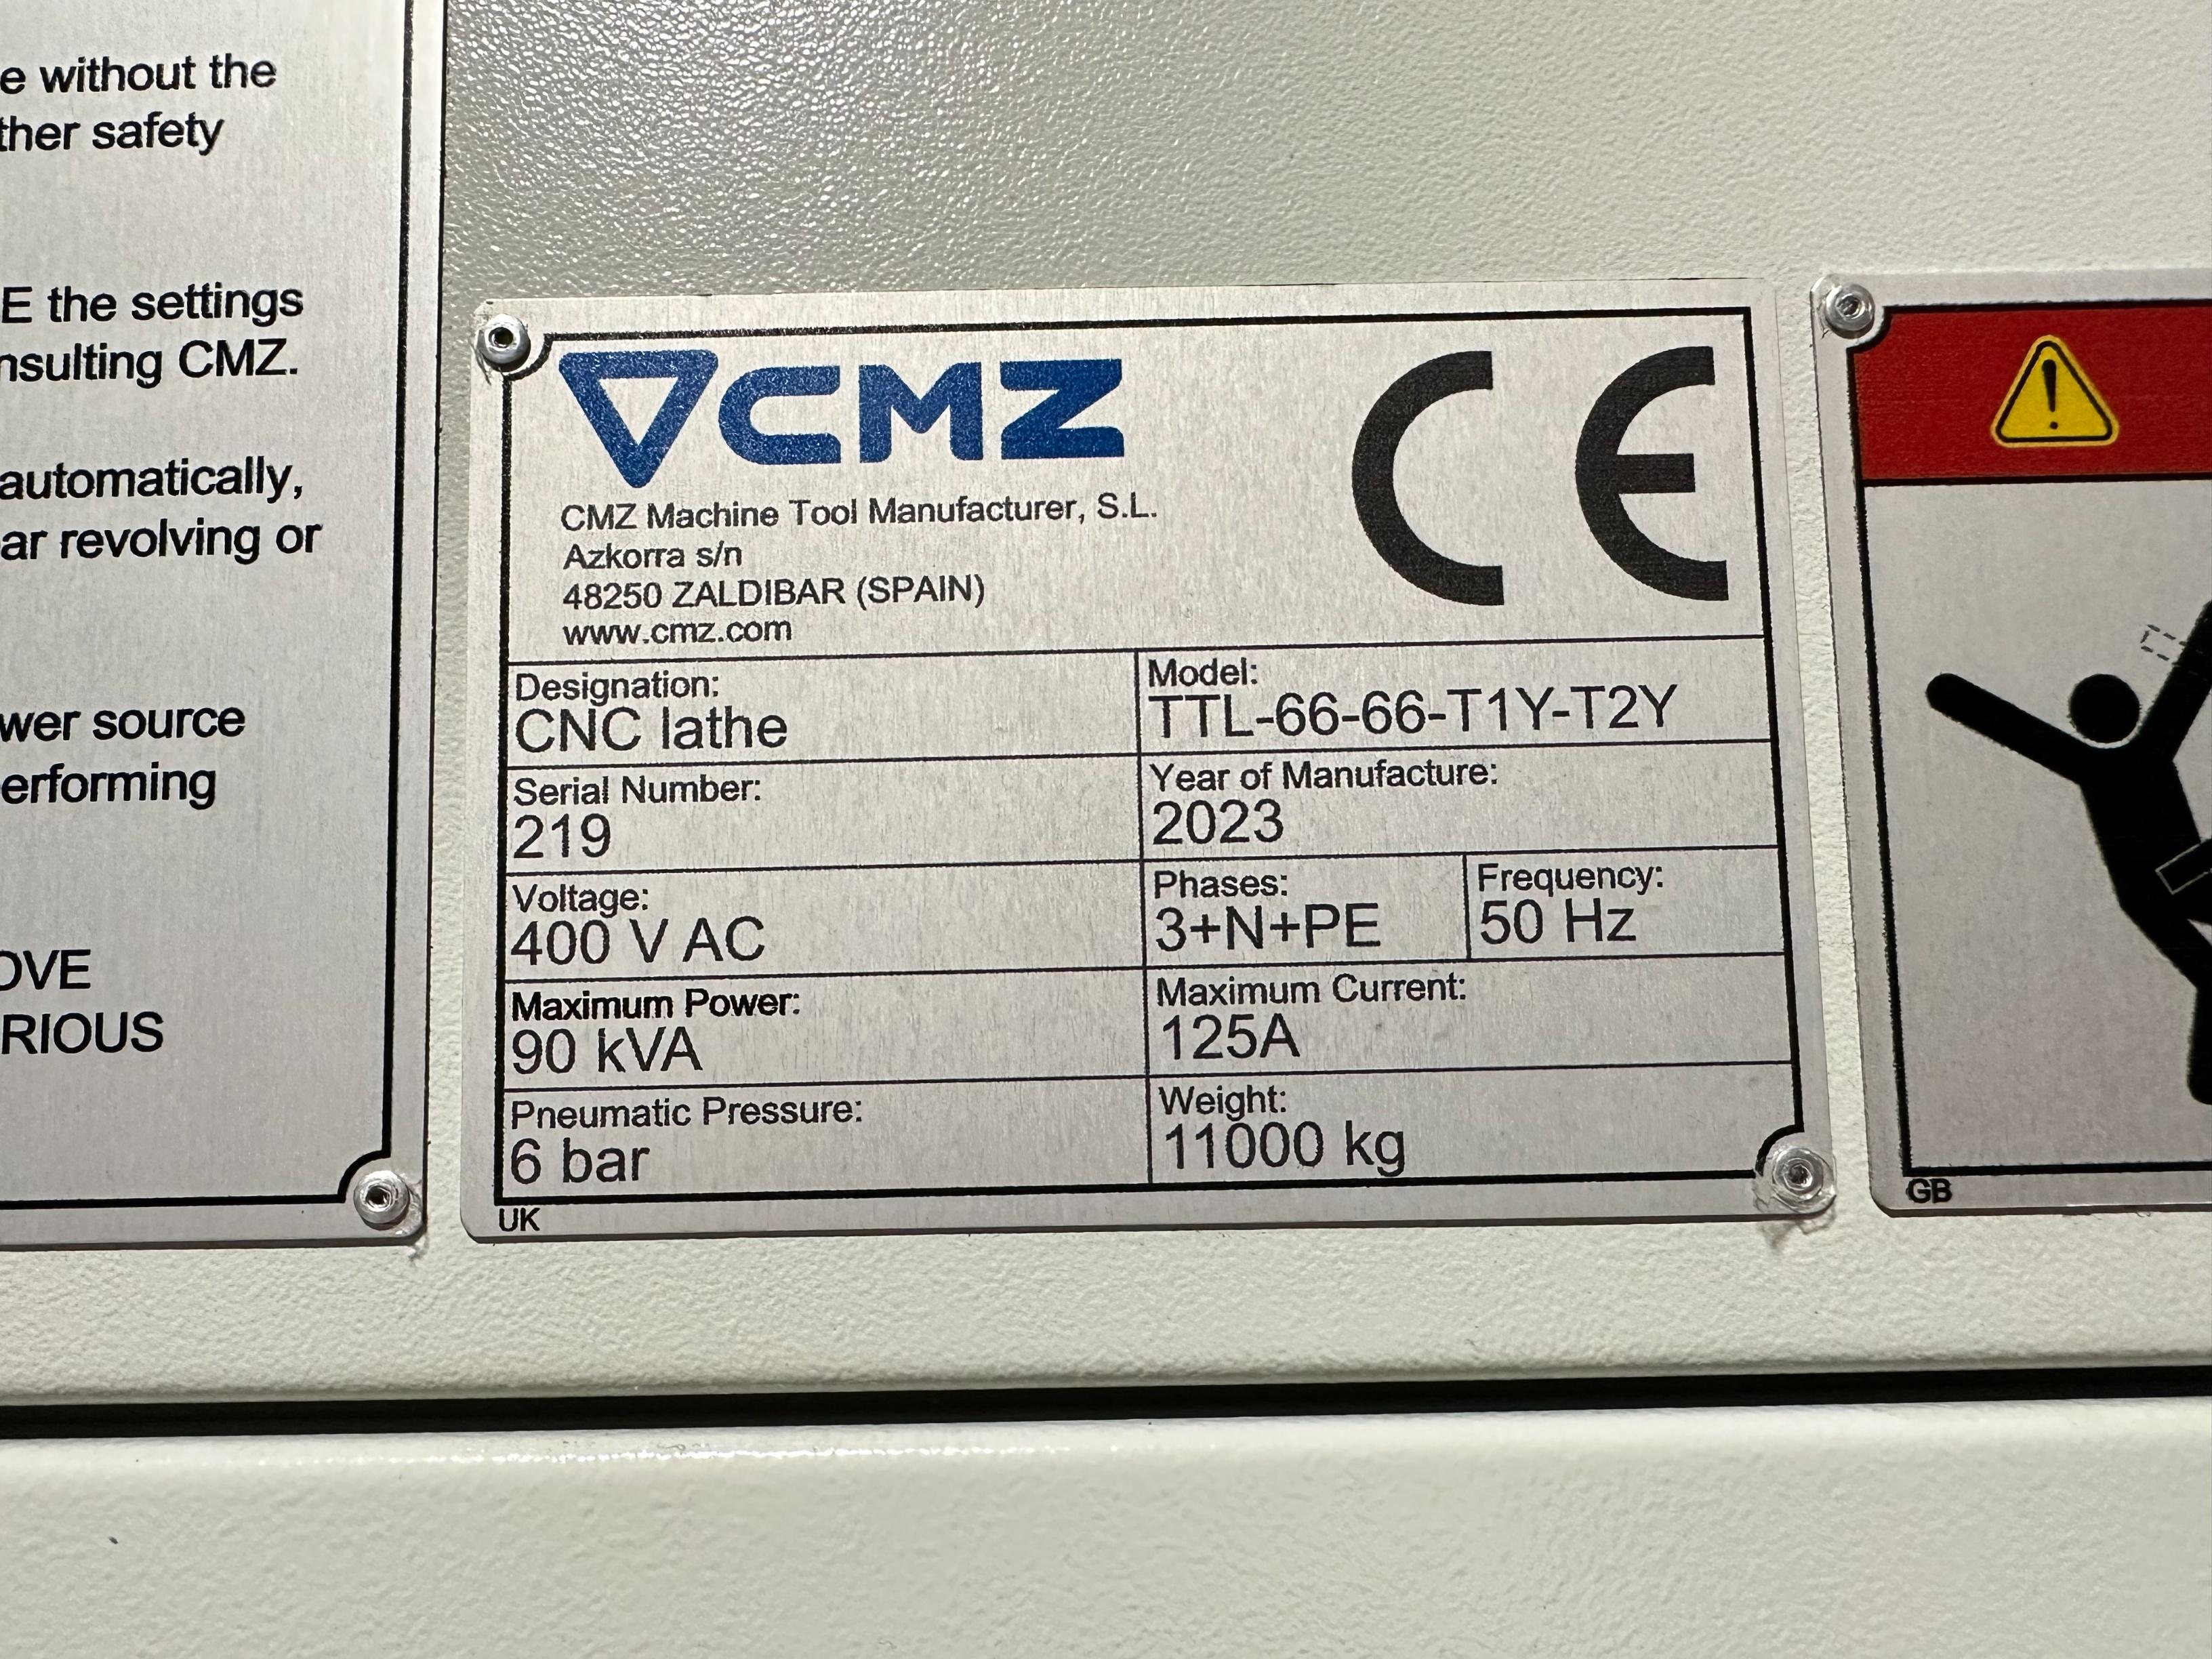 e without the
ther safety
E the settings
nsulting CMZ.
automatically,
ar revolving or
wer source
erforming
OVE
RIOUS
CMZ
CE
CMZ Machine Tool Manufacturer, S.L.
Azkorra s/n
48250 ZALDIBAR (SPAIN)
www.cmz.com
Designation:
CNC lathe
Model:
TTL-66-66-T1Y-T2Y
Serial Number:
219
Year of Manufacture:
2023
Voltage:
400 V AC
Phases:
3+N+PE
Frequency:
50 Hz
Maximum Power:
90 kVA
Maximum Current:
125A
Pneumatic Pressure:
6 bar
Weight:
11000 kg
UK
GB